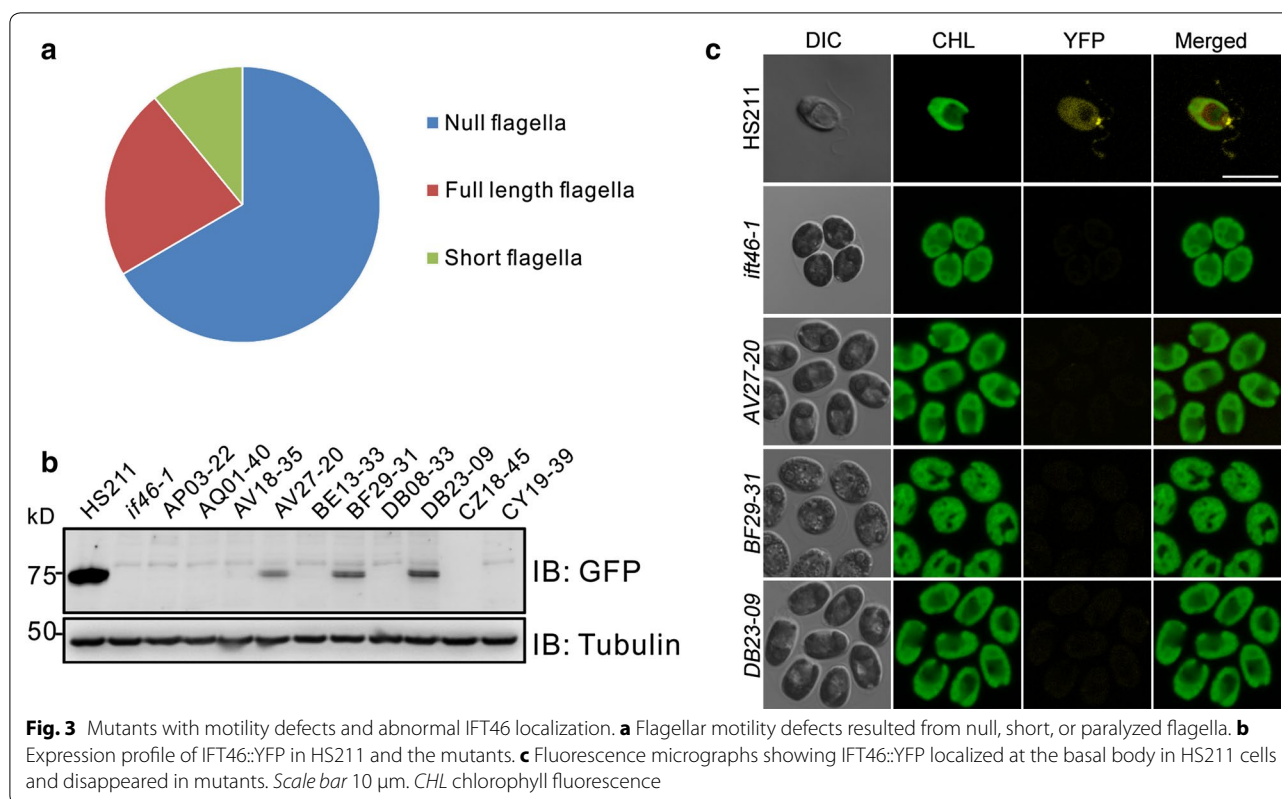 a
Null flagella
Full length flagella
Short flagella
b
kD
HS211
if46-1
AP03-22
AQ01-40
AV18-35
AV27-20
BE13-33
BF29-31
DB08-33
DB23-09
CZ18-45
CY19-39
75
IB: GFP
50
IB: Tubulin
c
DIC
CHL
YFP
Merged
HS211
ift46-1
AV27-20
BF29-31
DB23-09
Fig. 3 Mutants with motility defects and abnormal IFT46 localization. a Flagellar motility defects resulted from null, short, or paralyzed flagella. b
Expression profile of IFT46::YFP in HS211 and the mutants. c Fluorescence micrographs showing IFT46::YFP localized at the basal body in HS211 cells
and disappeared in mutants. Scale bar 10 μm. CHL chlorophyll fluorescence